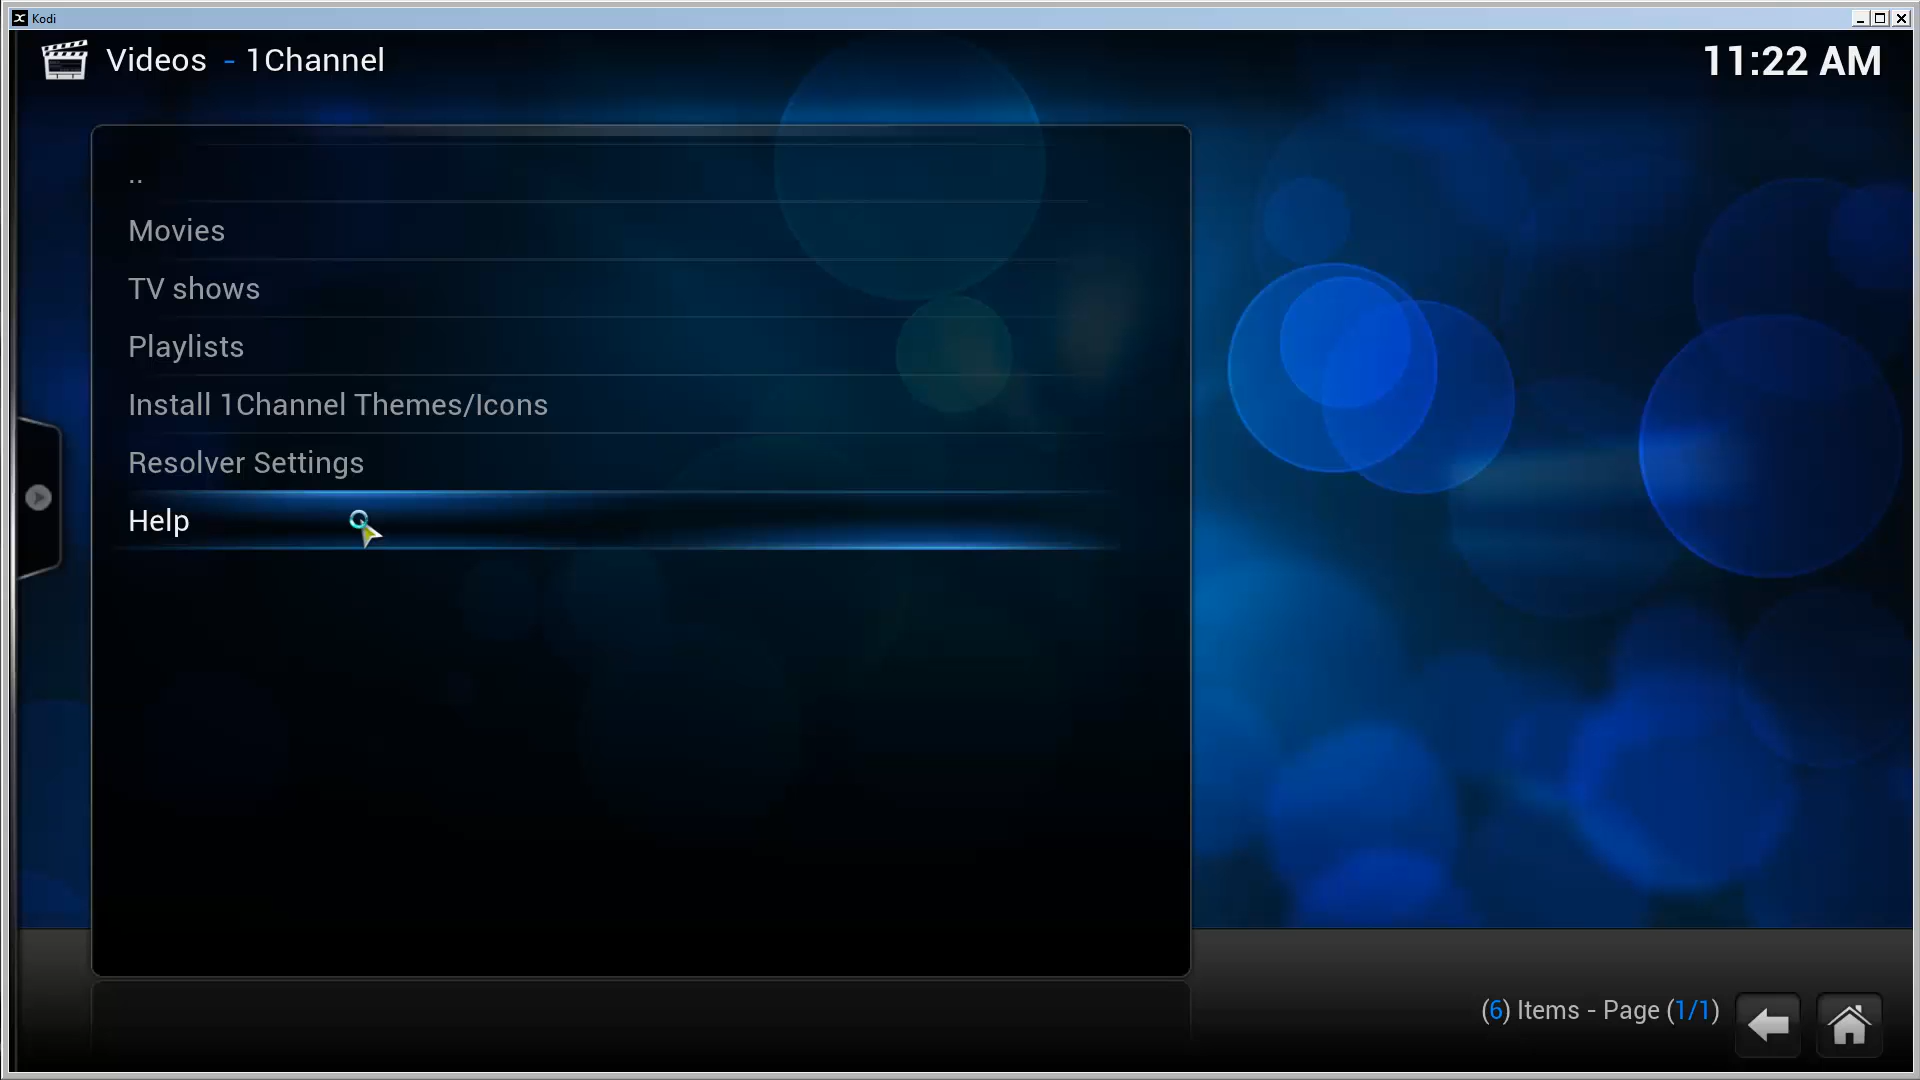 Kodi
Videos - 1Channel
11:22 AM
..
Movies
TV shows
Playlists
Install 1Channel Themes/Icons
Resolver Settings
Help
(6) Items - Page (1/1)